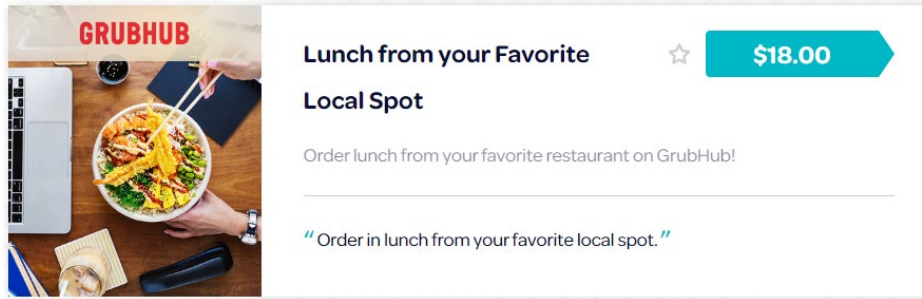 GRUBHUB
Lunch from your Favorite
Local Spot
$18.00
Order lunch from your favorite restaurant on GrubHub!
“ Order in lunch from your favorite local spot. ”